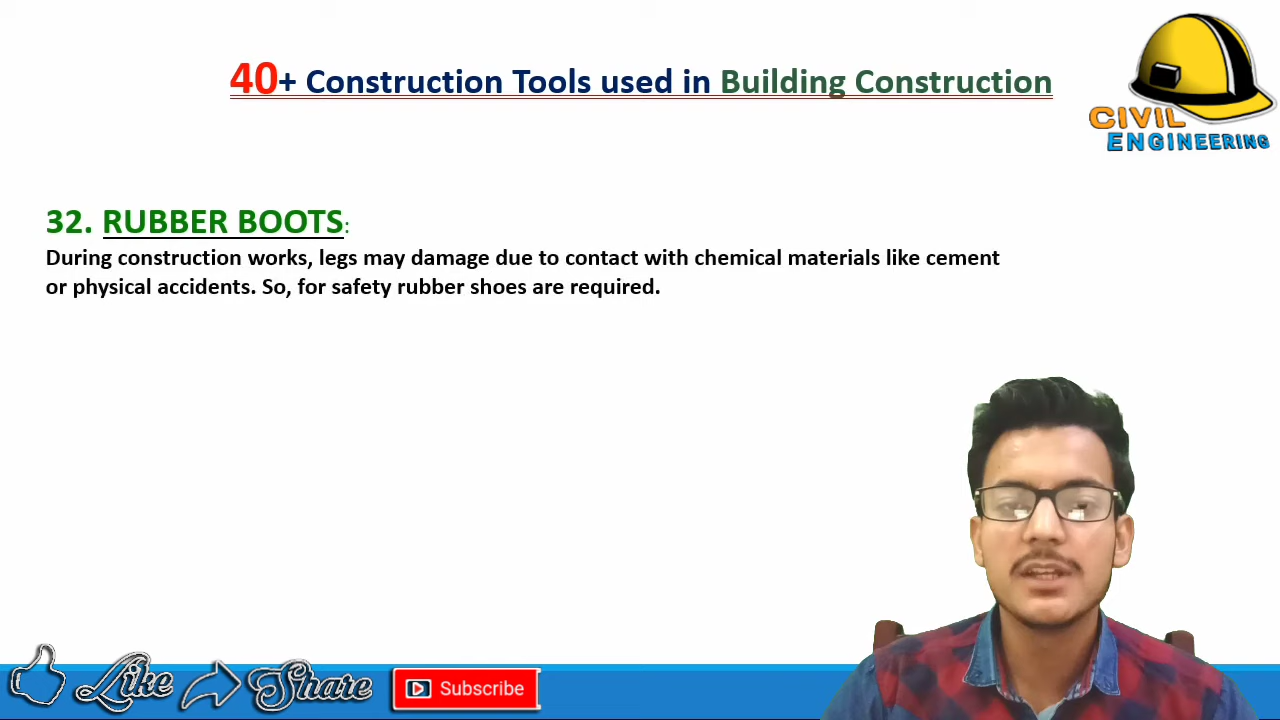 40+ Construction Tools used in Building Construction
CIVIL
ENGINEERING
32. RUBBER BOOTS:
During construction works, legs may damage due to contact with chemical materials like cement
or physical accidents. So, for safety rubber shoes are required.
Like
Share
Subscribe